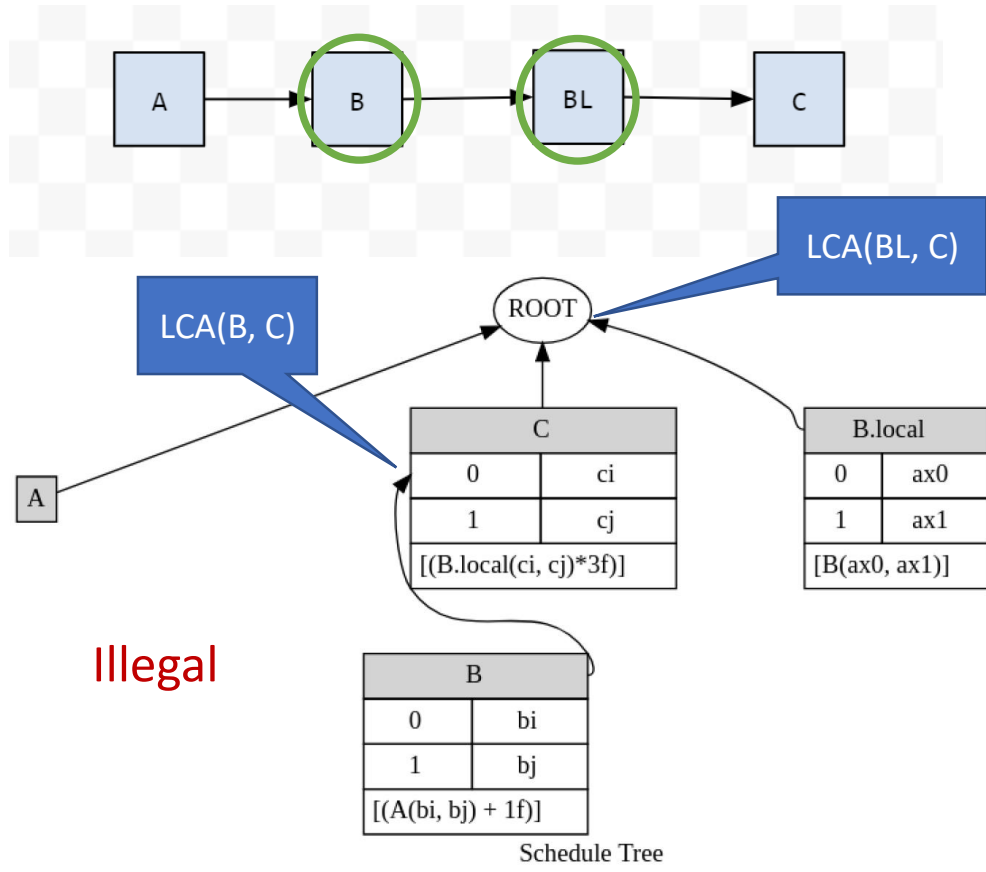 A
B
BL
C
LCA(BL, C)
LCA(B, C)
ROOT
A
C
0 ci
1 cj
[(B.local(ci, cj)*3f)]
B.local
0 ax0
1 ax1
[B(ax0, ax1)]
Illegal
B
0 bi
1 bj
[(A(bi, bj) + 1f)]
Schedule Tree